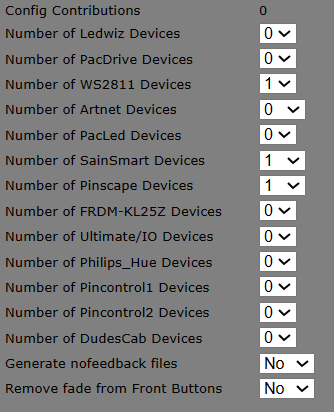 Config Contributions 0
Number of Ledwiz Devices 0
Number of PacDrive Devices 0
Number of WS2811 Devices 1
Number of Artnet Devices 0
Number of PacLed Devices 0
Number of SainSmart Devices 1
Number of Pinscape Devices 1
Number of FRDM-KL25Z Devices 0
Number of Ultimate/IO Devices 0
Number of Philips_Hue Devices 0
Number of Pincontrol1 Devices 0
Number of Pincontrol2 Devices 0
Number of DudesCab Devices 0
Generate nofeedback files No
Remove fade from Front Buttons No